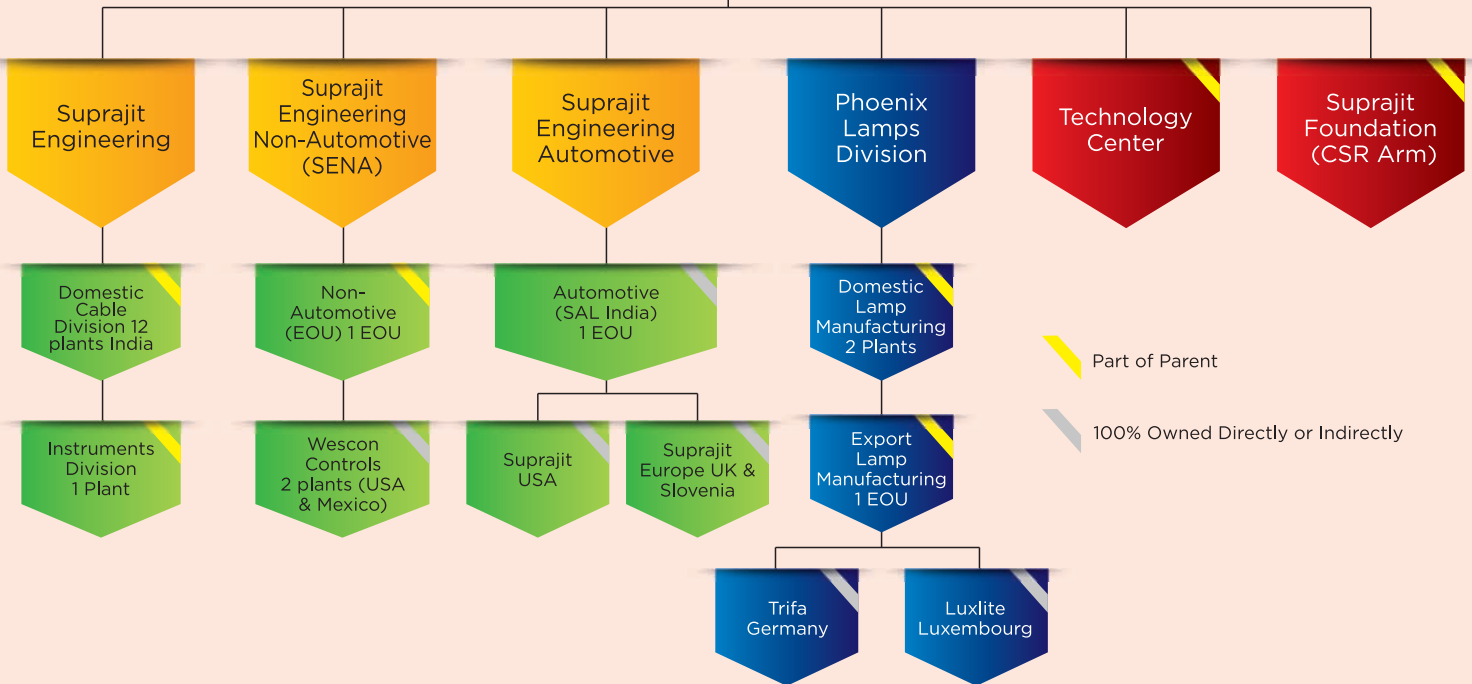 Suprajit
Engineering
Suprajit
Engineering
Non-Automotive
(SENA)
Suprajit
Engineering
Automotive
Phoenix
Lamps
Division
Technology
Center
Suprajit
Foundation
(CSR Arm)
Domestic
Cable
Division 12
plants India
Non-
Automotive
(EOU) 1 EOU
Automotive
(SAL India)
1 EOU
Domestic
Lamp
Manufacturing
2 Plants
Part of Parent
100% Owned Directly or Indirectly
Instruments
Division
1 Plant
Wescon
Controls
2 plants (USA
& Mexico)
Suprajit
USA
Suprajit
Europe UK &
Slovenia
Export
Lamp
Manufacturing
1 EOU
Trifa
Germany
Luxlite
Luxembourg